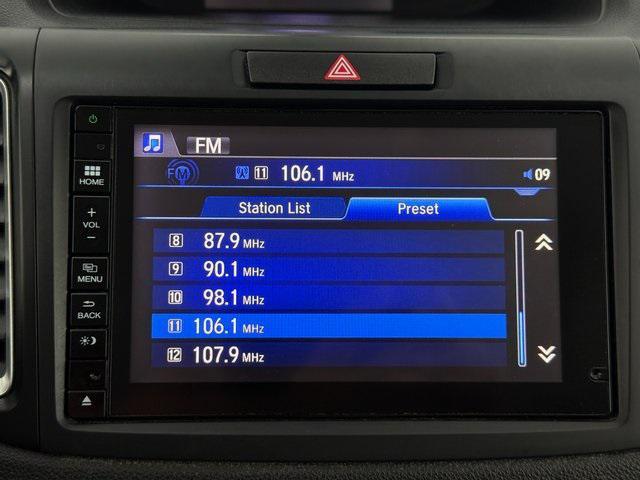 FM
FM 11 106.1 MHz 09
Station List Preset
8 87.9 MHz
9 90.1 MHz
10 98.1 MHz
11 106.1 MHz
12 107.9 MHz
HOME
+
VOL
−
MENU
BACK